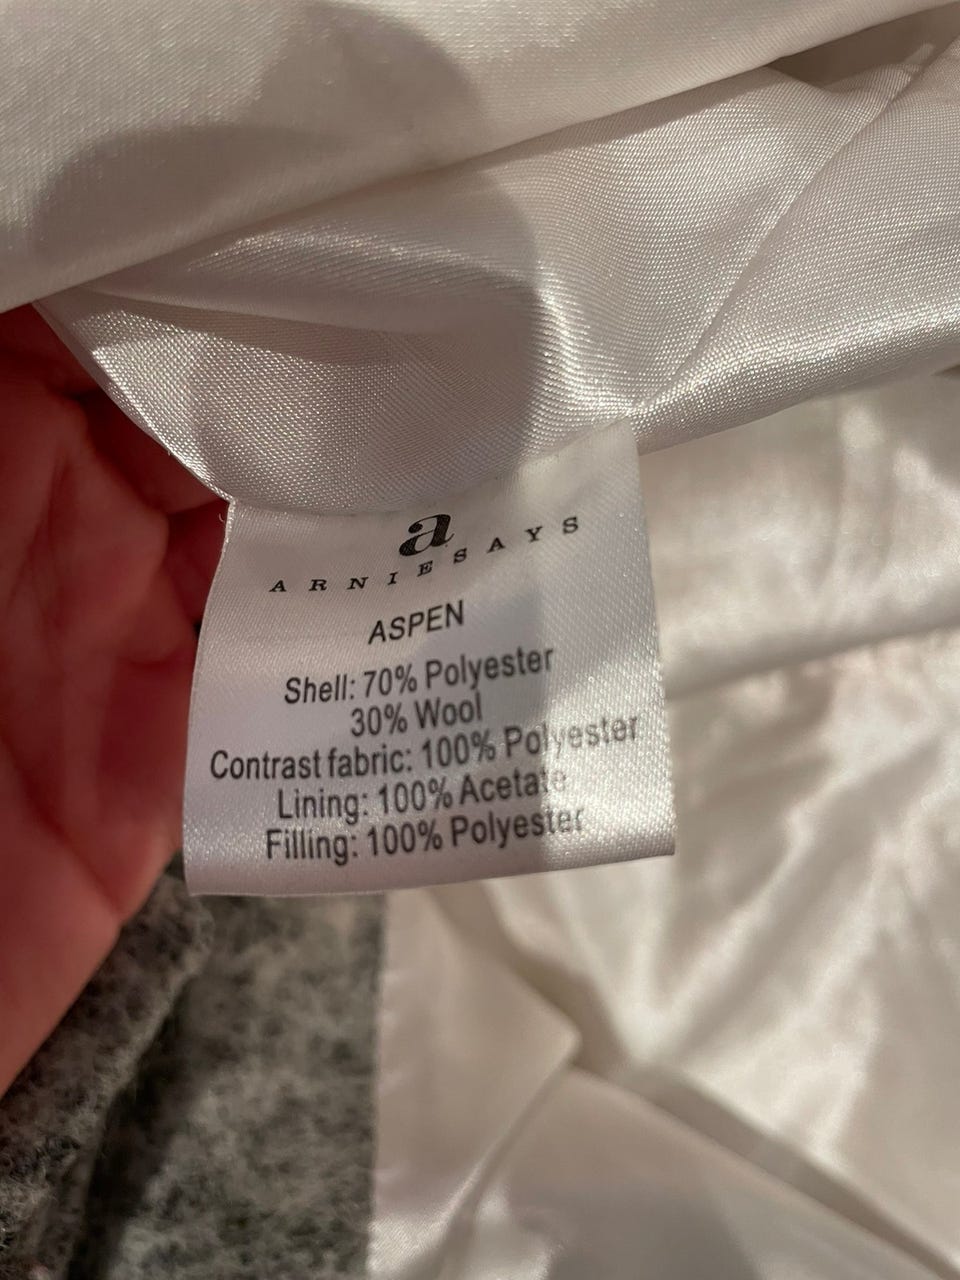 a
ARNIESAYS
ASPEN
Shell: 70% Polyester
30% Wool
Contrast fabric: 100% Polyester
Lining: 100% Acetate
Filling: 100% Polyester